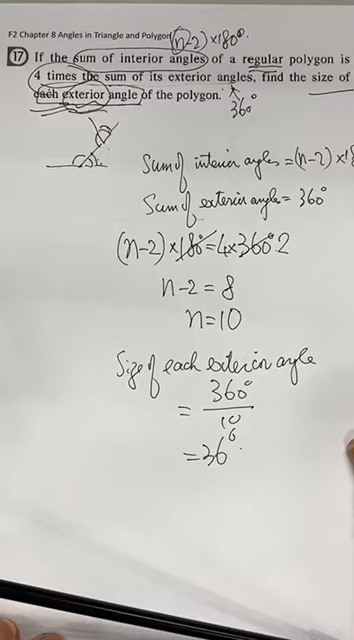 F2 Chapter 8 Angles in Triangle and Polygon (n-2)×180°.
17 If the sum of interior angles of a regular polygon is
4 times the sum of its exterior angles, find the size of
each exterior angle of the polygon.
360°
Sum of interior angles = (n-2) × 18
Sum of exterior angles = 360°
(n-2)×180° = 4×360° 2
n-2 = 8
n = 10
Size of each exterior angle
= 360°
10
= 36°.